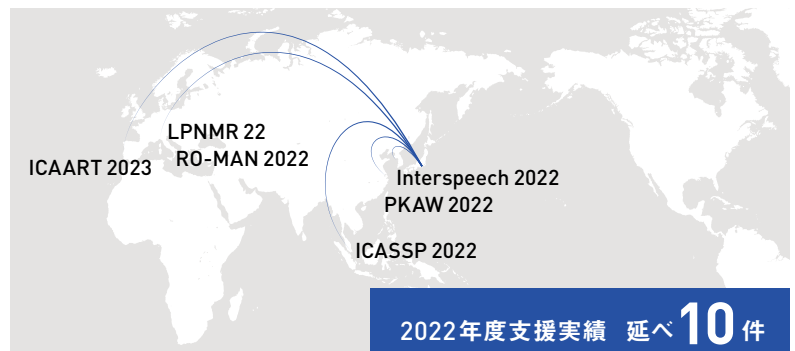 LPNMR 22
RO-MAN 2022
ICAART 2023
Interspeech 2022
PKAW 2022
ICASSP 2022
2022年度支援実績 延べ10件